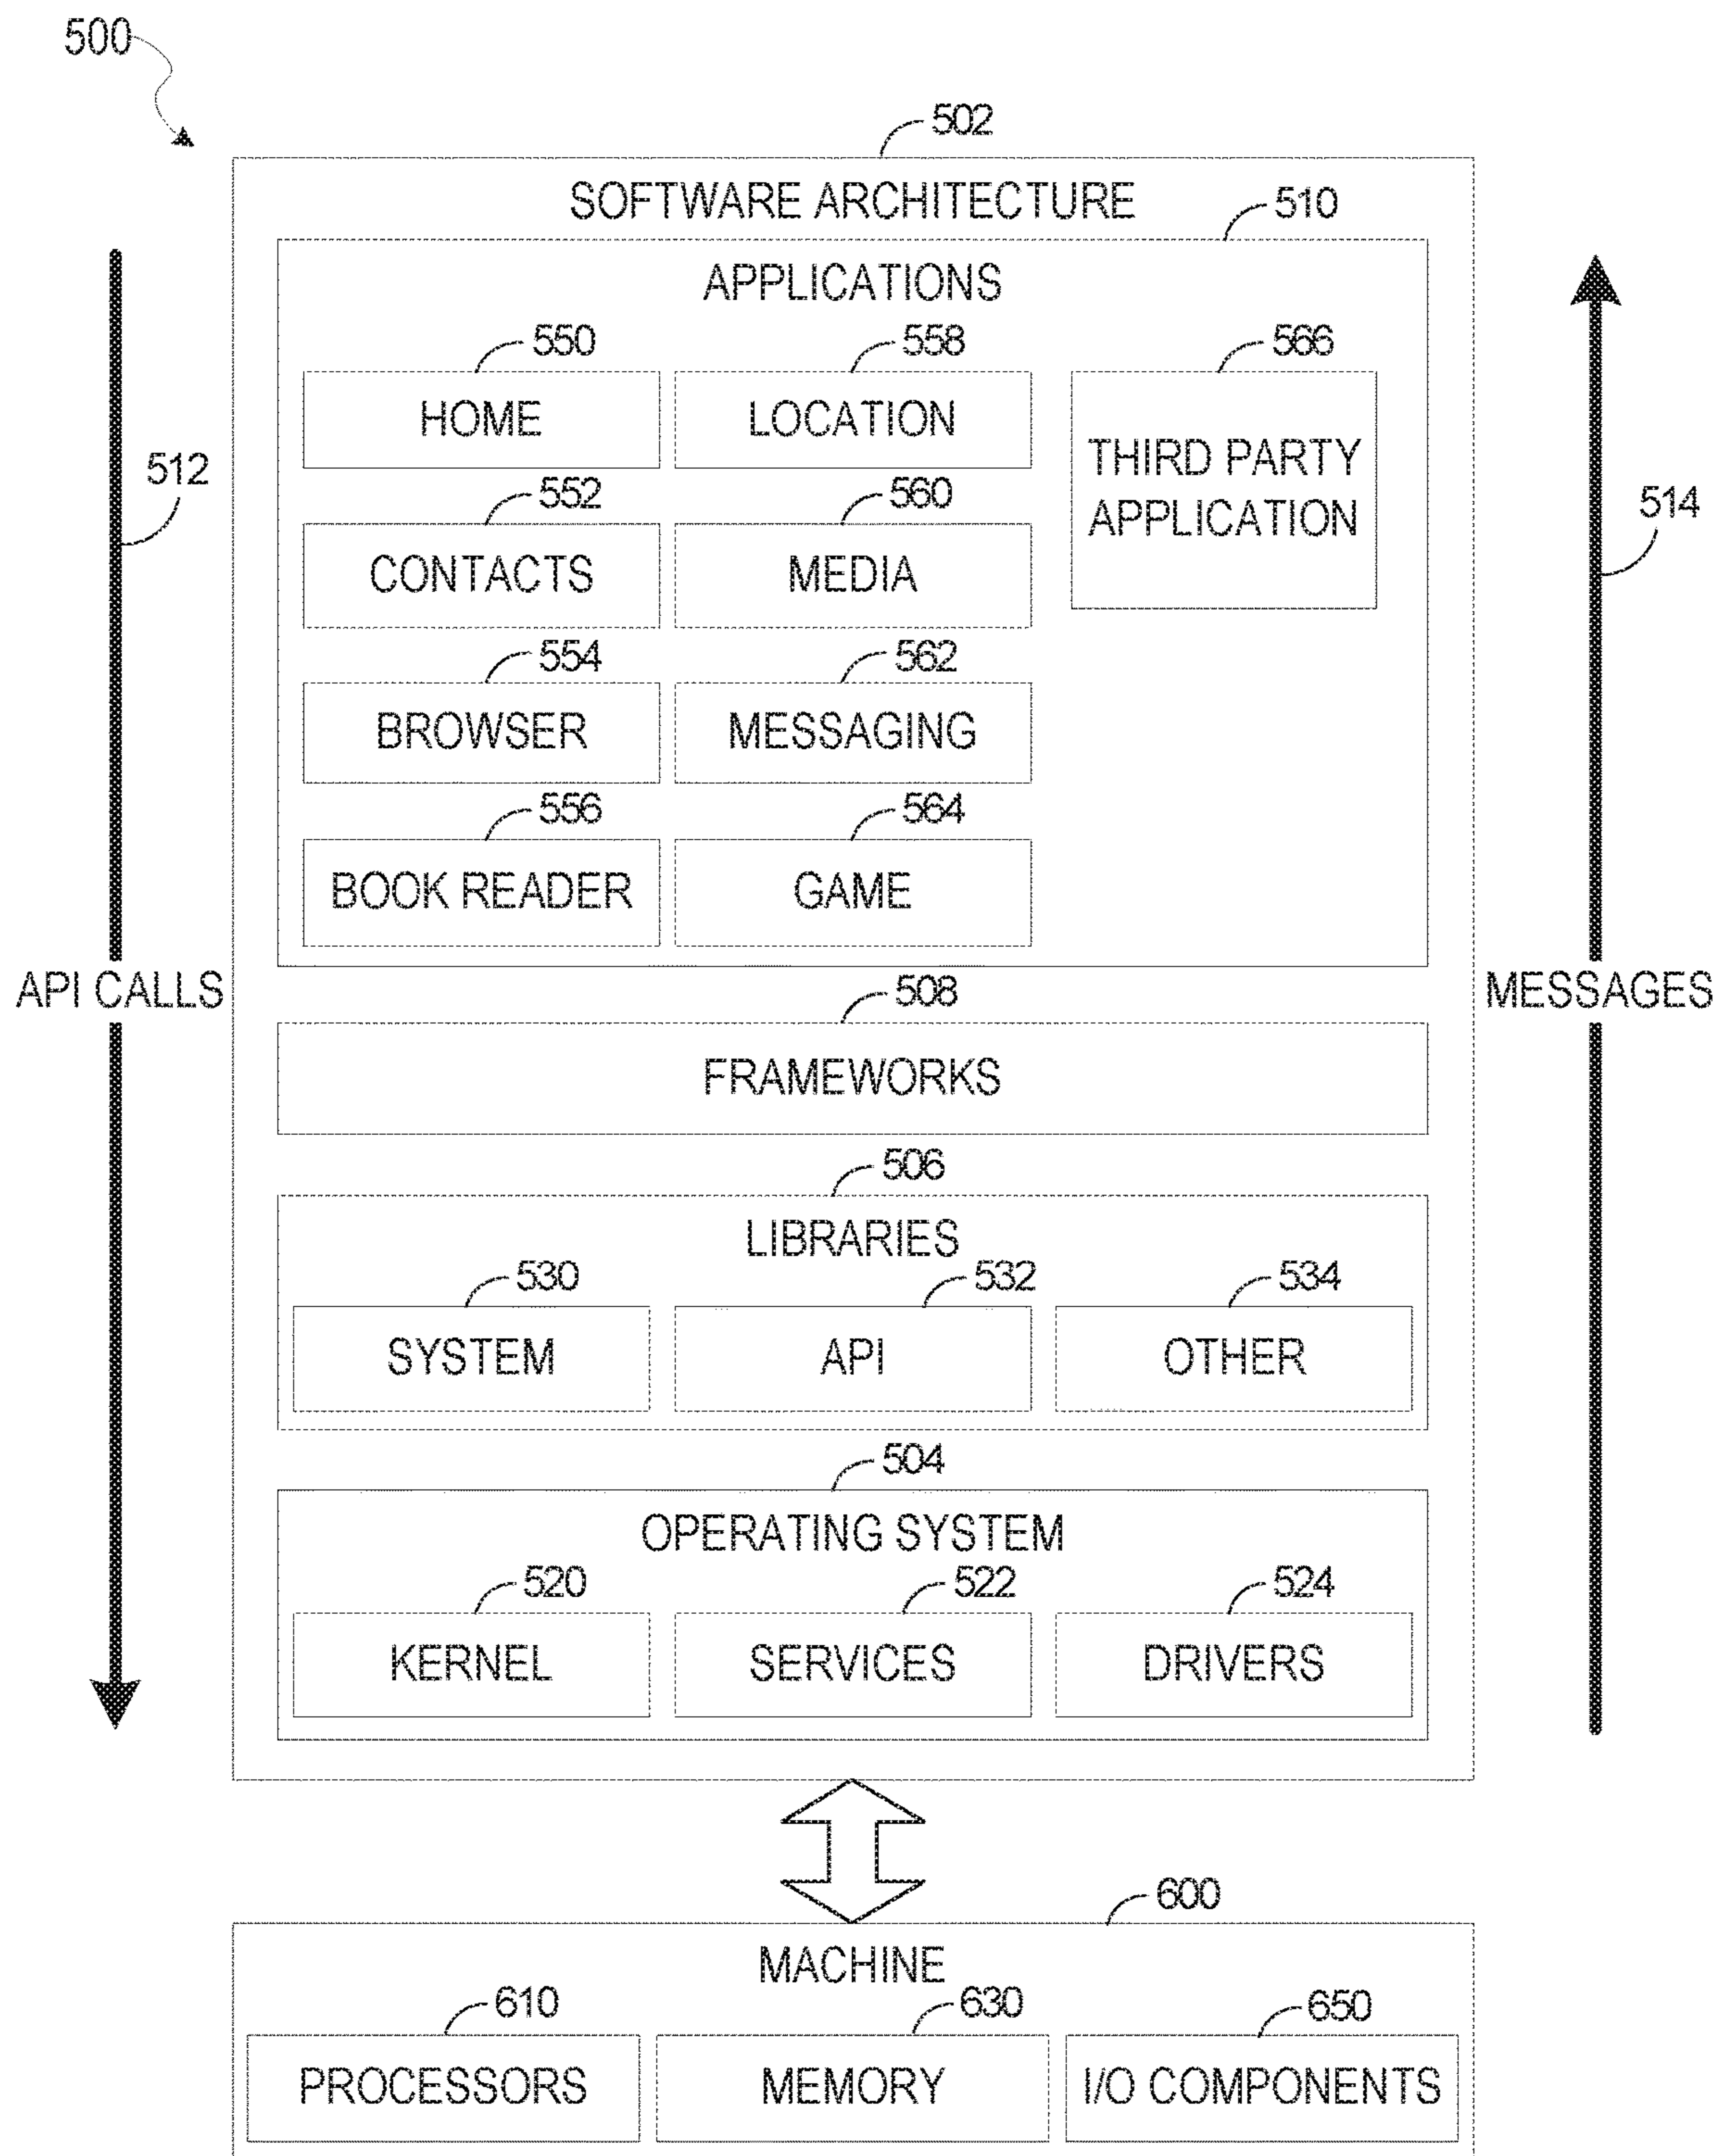 500
502
SOFTWARE ARCHITECTURE
510
APPLICATIONS
550
558
566
HOME
LOCATION
THIRD PARTY
APPLICATION
512
514
552
560
CONTACTS
MEDIA
554
562
BROWSER
MESSAGING
556
564
BOOK READER
GAME
API CALLS
MESSAGES
508
FRAMEWORKS
506
LIBRARIES
530
532
534
SYSTEM
API
OTHER
504
OPERATING SYSTEM
520
522
524
KERNEL
SERVICES
DRIVERS
600
MACHINE
610
630
650
PROCESSORS
MEMORY
I/O COMPONENTS